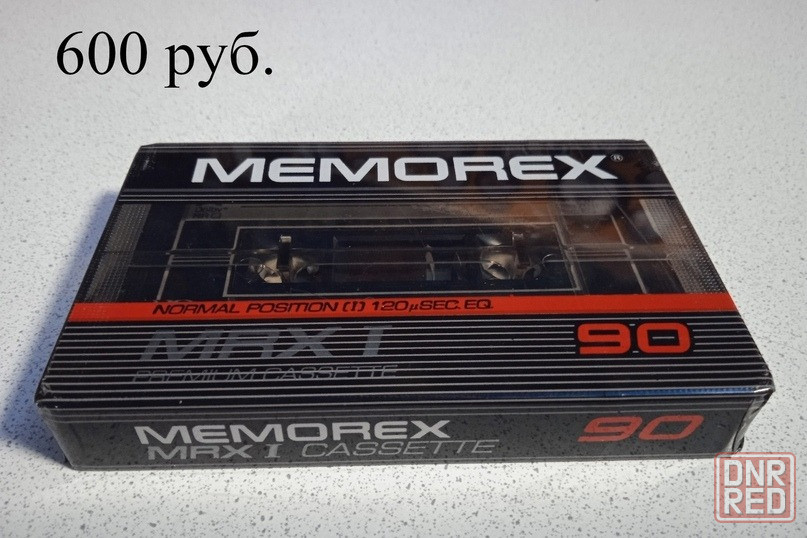 600 руб.
MEMOREX®
NORMAL POSITION (I) 120µSEC. EQ.
MRX I 90
PREMIUM CASSETTE
MEMOREX 90
MRX I CASSETTE
DNR
RED